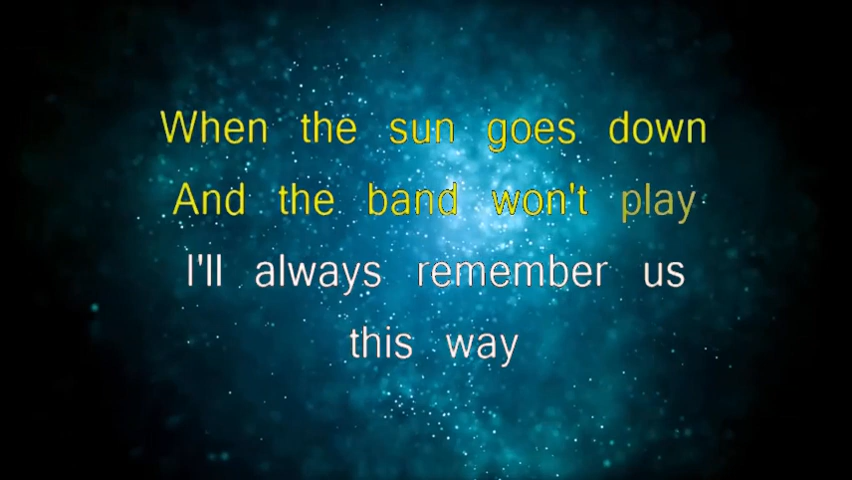 When the sun goes down
And the band won't play
I'll always remember us
this way